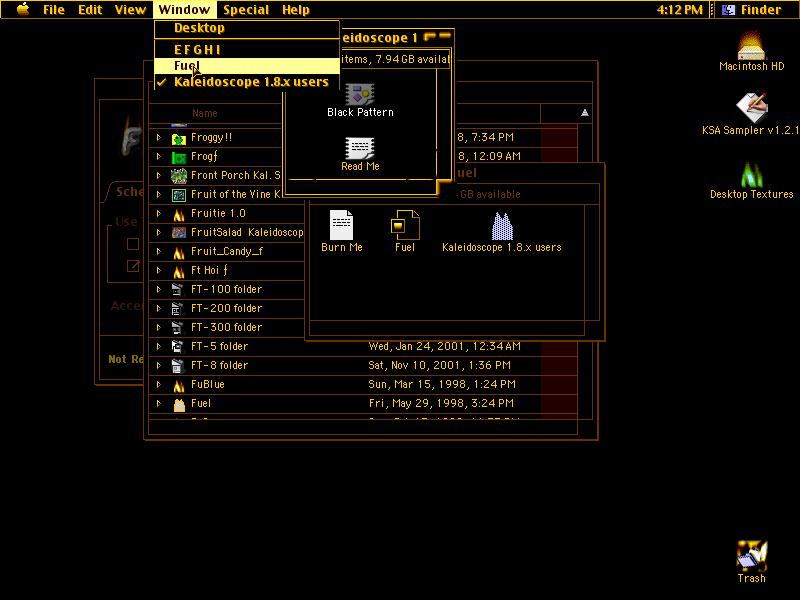 File Edit View Window Special Help 4:12 PM Finder
Desktop
E F G H I
Fuel
✓ Kaleidoscope 1.8.x users
eidoscope 1
items, 7.94 GB availal
Black Pattern
Read Me
Macintosh HD
KSA Sampler v1.2.1
Desktop Textures
Trash
uel
GB available
Burn Me
Fuel
Kaleidoscope 1.8.x users
Name
Froggy!! 8, 7:34 PM
Frogƒ 8, 12:09 AM
Front Porch Kal. S
Fruit of the Vine K
Fruitie 1.0
FruitSalad Kaleidoscop
Fruit_Candy_f
Ft Hoi ƒ
FT-100 folder
FT-200 folder
FT-300 folder
FT-5 folder Wed, Jan 24, 2001, 12:34 AM
FT-8 folder Sat, Nov 10, 2001, 1:36 PM
FuBlue Sun, Mar 15, 1998, 1:24 PM
Fuel Fri, May 29, 1998, 3:24 PM
Sche
Use
Acce
Not Re